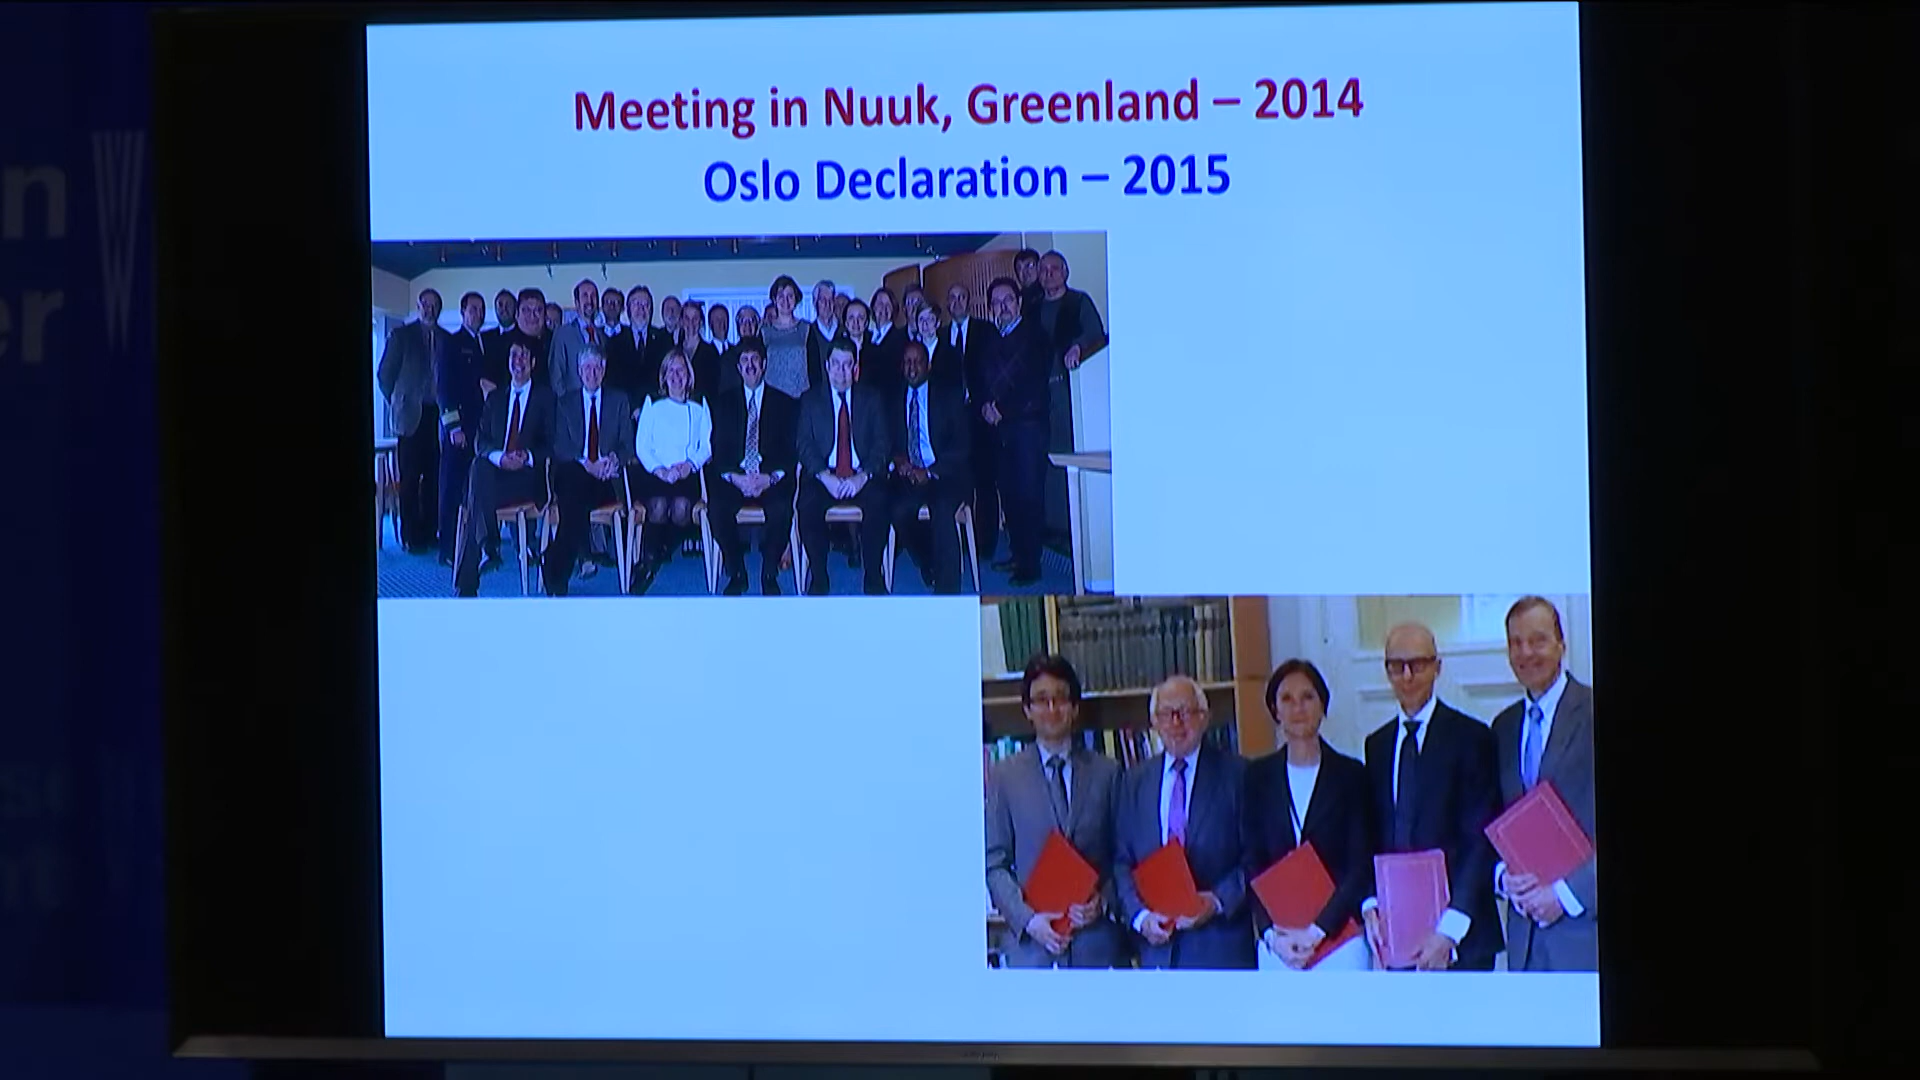 Meeting in Nuuk, Greenland – 2014
Oslo Declaration – 2015